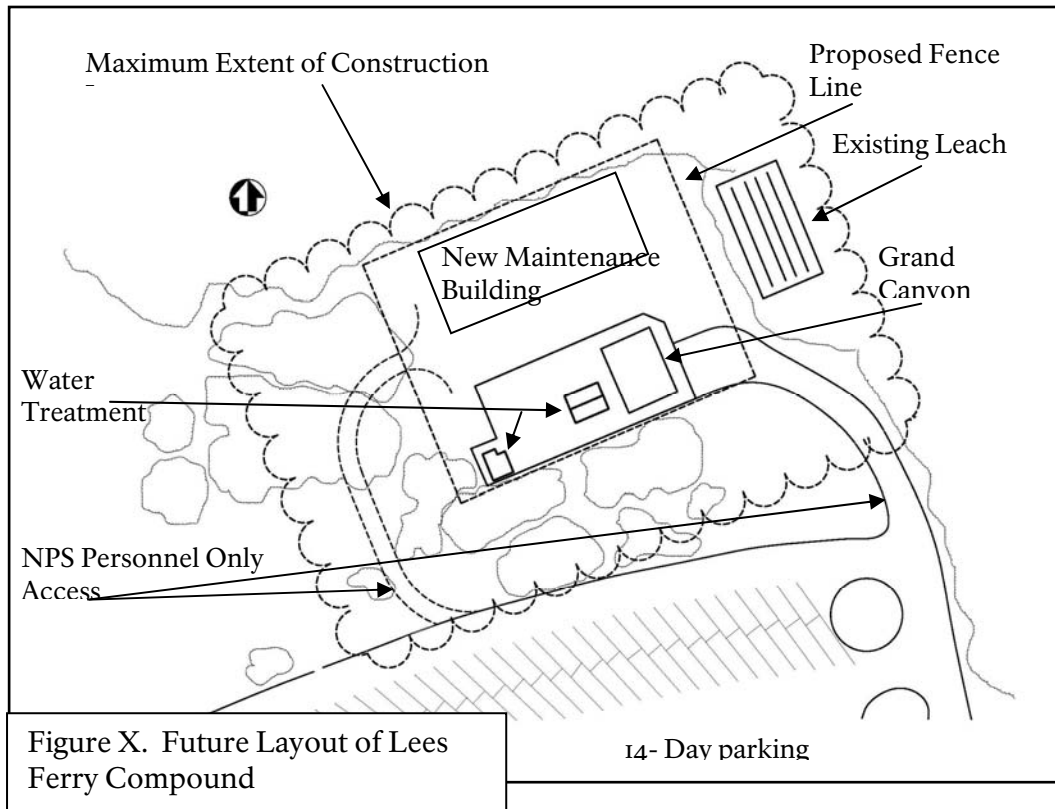 Maximum Extent of Construction
Proposed Fence
Line
Existing Leach
New Maintenance
Building
Grand
Canyon
Water
Treatment
NPS Personnel Only
Access
14- Day parking
Figure X. Future Layout of Lees
Ferry Compound